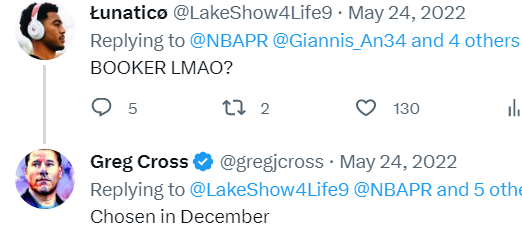 Łunaticø @LakeShow4Life9 · May 24, 2022
Replying to @NBAPR @Giannis_An34 and 4 others
BOOKER LMAO?
5 2 130
Greg Cross @gregjcross · May 24, 2022
Replying to @LakeShow4Life9 @NBAPR and 5 othe
Chosen in December